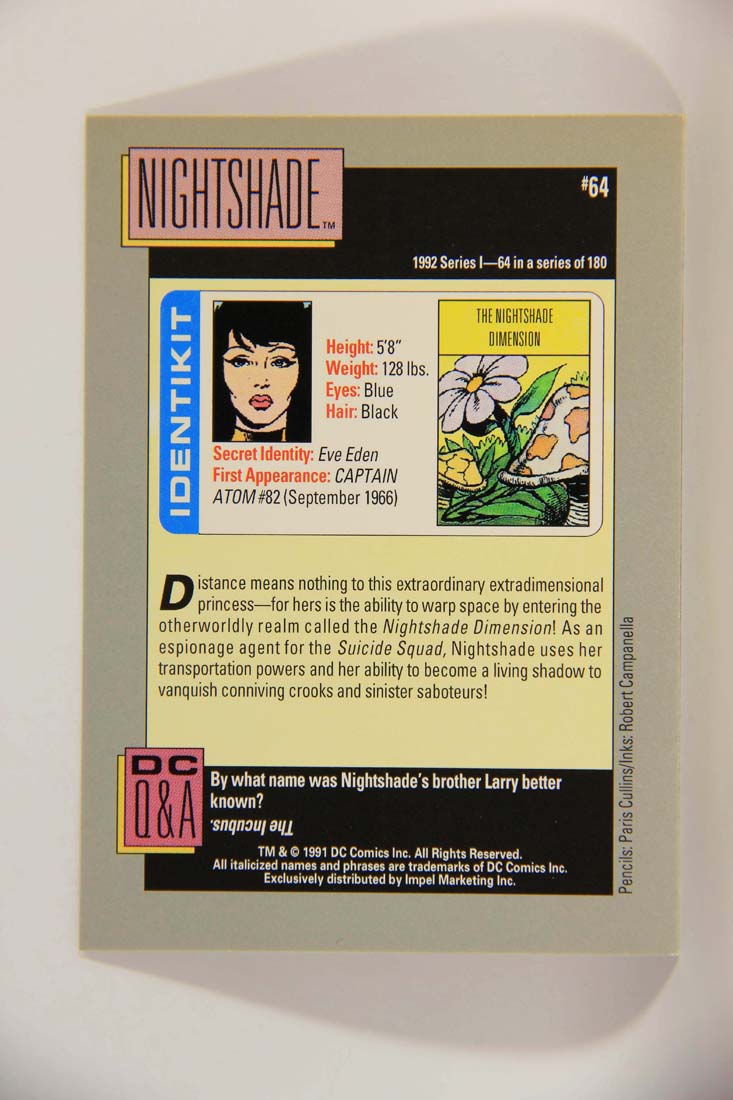 NIGHTSHADE™
#64
1992 Series I—64 in a series of 180
IDENTIKIT
Height: 5'8"
Weight: 128 lbs.
Eyes: Blue
Hair: Black
Secret Identity: Eve Eden
First Appearance: CAPTAIN
ATOM #82 (September 1966)
THE NIGHTSHADE
DIMENSION
Distance means nothing to this extraordinary extradimensional
princess—for hers is the ability to warp space by entering the
otherworldly realm called the Nightshade Dimension! As an
espionage agent for the Suicide Squad, Nightshade uses her
transportation powers and her ability to become a living shadow to
vanquish conniving crooks and sinister saboteurs!
Pencils: Paris Cullins/Inks: Robert Campanella
DC
Q&A
By what name was Nightshade's brother Larry better
known?
The Incubus.
TM & © 1991 DC Comics Inc. All Rights Reserved.
All italicized names and phrases are trademarks of DC Comics Inc.
Exclusively distributed by Impel Marketing Inc.